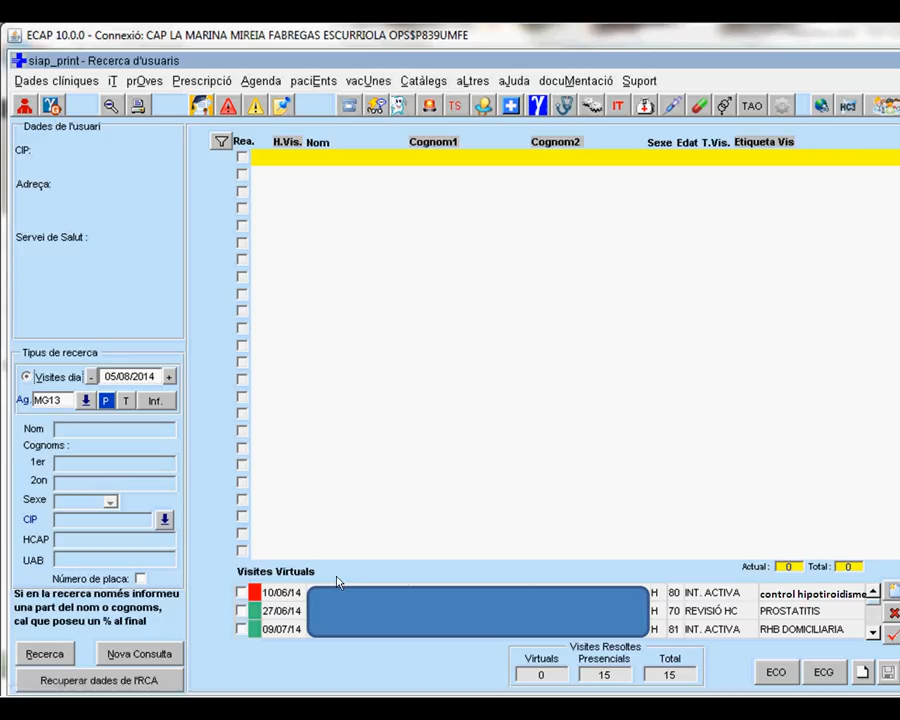 ECAP 10.0.0 - Connexió: CAP LA MARINA MIREIA FABREGAS ESCURRIOLA OPS$P839UMFE
siap_print - Recerca d'usuaris
Dades clíniques iT prOves Prescripció Agenda paciEnts vacUnes Catàlegs aLtres aJuda docuMentació Suport
TS IT TAO HC3
Dades de l'usuari
CIP:
Adreça:
Servei de Salut :
Rea. H.Vis. Nom Cognom1 Cognom2 Sexe Edat T.Vis. Etiqueta Vis
Tipus de recerca
Visites dia - 05/08/2014 +
Ag. MG13 P T Inf.
Nom
Cognoms :
1er
2on
Sexe
CIP
HCAP
UAB
Número de placa:
Si en la recerca només informeu
una part del nom o cognoms,
cal que poseu un % al final
Recerca Nova Consulta
Recuperar dades de l'RCA
Actual : 0 Total : 0
Visites Virtuals
10/06/14 H 80 INT. ACTIVA control hipotiroidisme
27/06/14 H 70 REVISIÓ HC PROSTATITIS
09/07/14 H 81 INT. ACTIVA RHB DOMICILIARIA
Visites Resoltes
Virtuals Presencials Total
0 15 15
ECO ECG